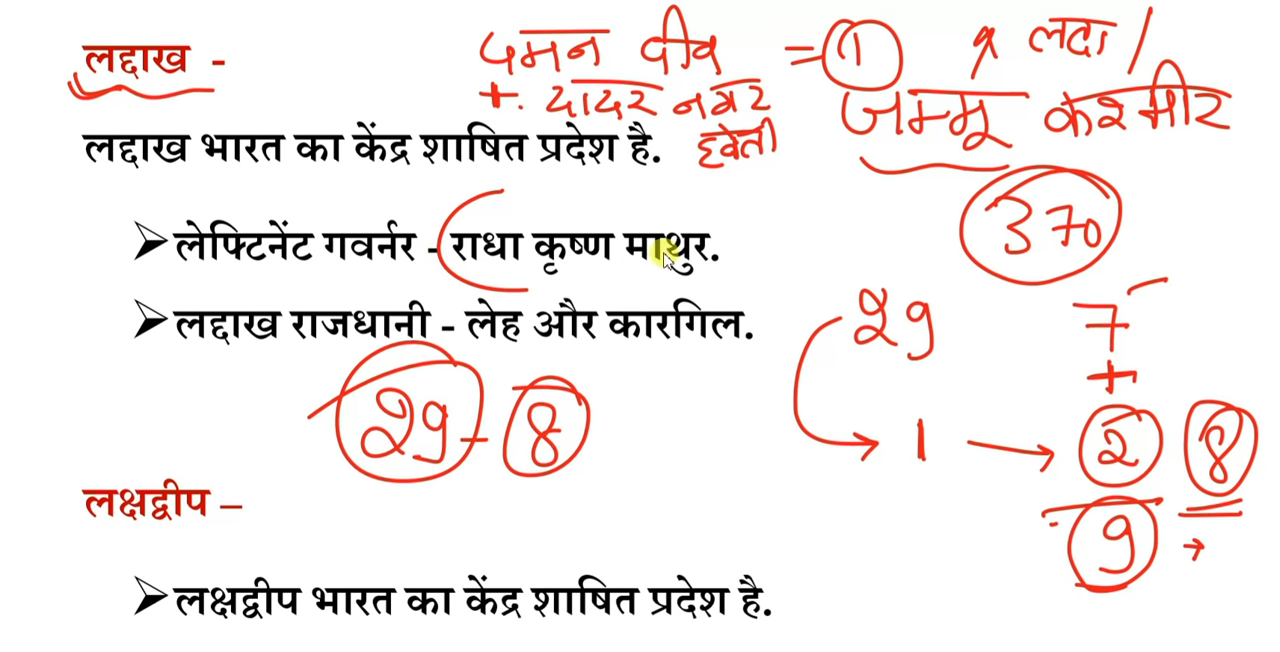 लद्दाख -
दमन दीव = 1
+ दादर नगर हवेली
लदा /
जम्मू कश्मीर
370
लद्दाख भारत का केंद्र शाषित प्रदेश है.
➤ लेफ्टिनेंट गवर्नर - राधा कृष्ण माथुर.
➤ लद्दाख राजधानी - लेह और कारगिल.
29 7
+
1 → 2 8
9 →
29 - 8
लक्षद्वीप –
➤ लक्षद्वीप भारत का केंद्र शाषित प्रदेश है.